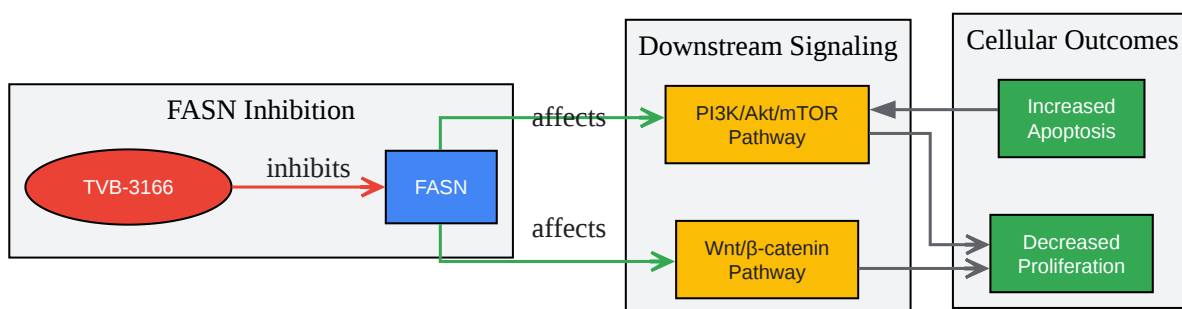 FASN Inhibition
TVB-3166
inhibits
FASN
affects
affects
Downstream Signaling
PI3K/Akt/mTOR
Pathway
Wnt/β-catenin
Pathway
Cellular Outcomes
Increased
Apoptosis
Decreased
Proliferation